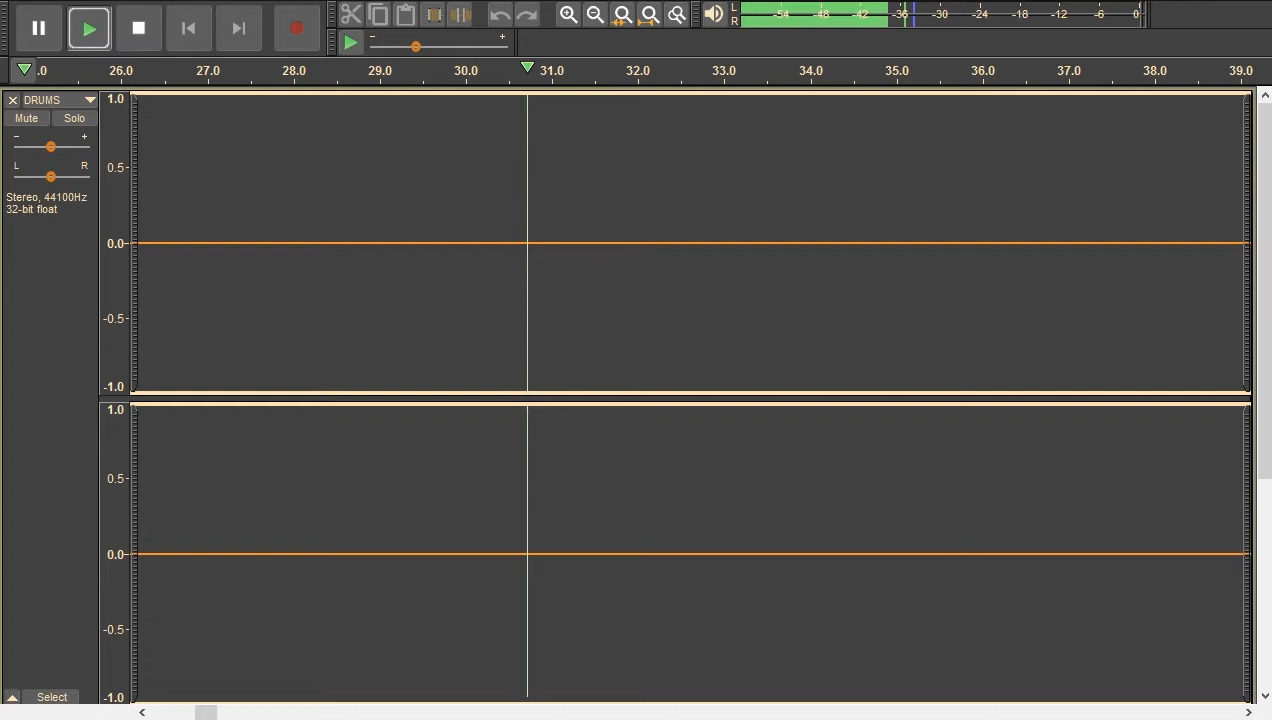 L
R
-54 -48 -42 -36 -30 -24 -18 -12 -6 0
- +
.0 26.0 27.0 28.0 29.0 30.0 31.0 32.0 33.0 34.0 35.0 36.0 37.0 38.0 39.0
DRUMS
Mute Solo
- +
L R
Stereo, 44100Hz
32-bit float
1.0
0.5-
0.0-
-0.5-
-1.0
1.0
0.5-
0.0-
-0.5-
-1.0
Select